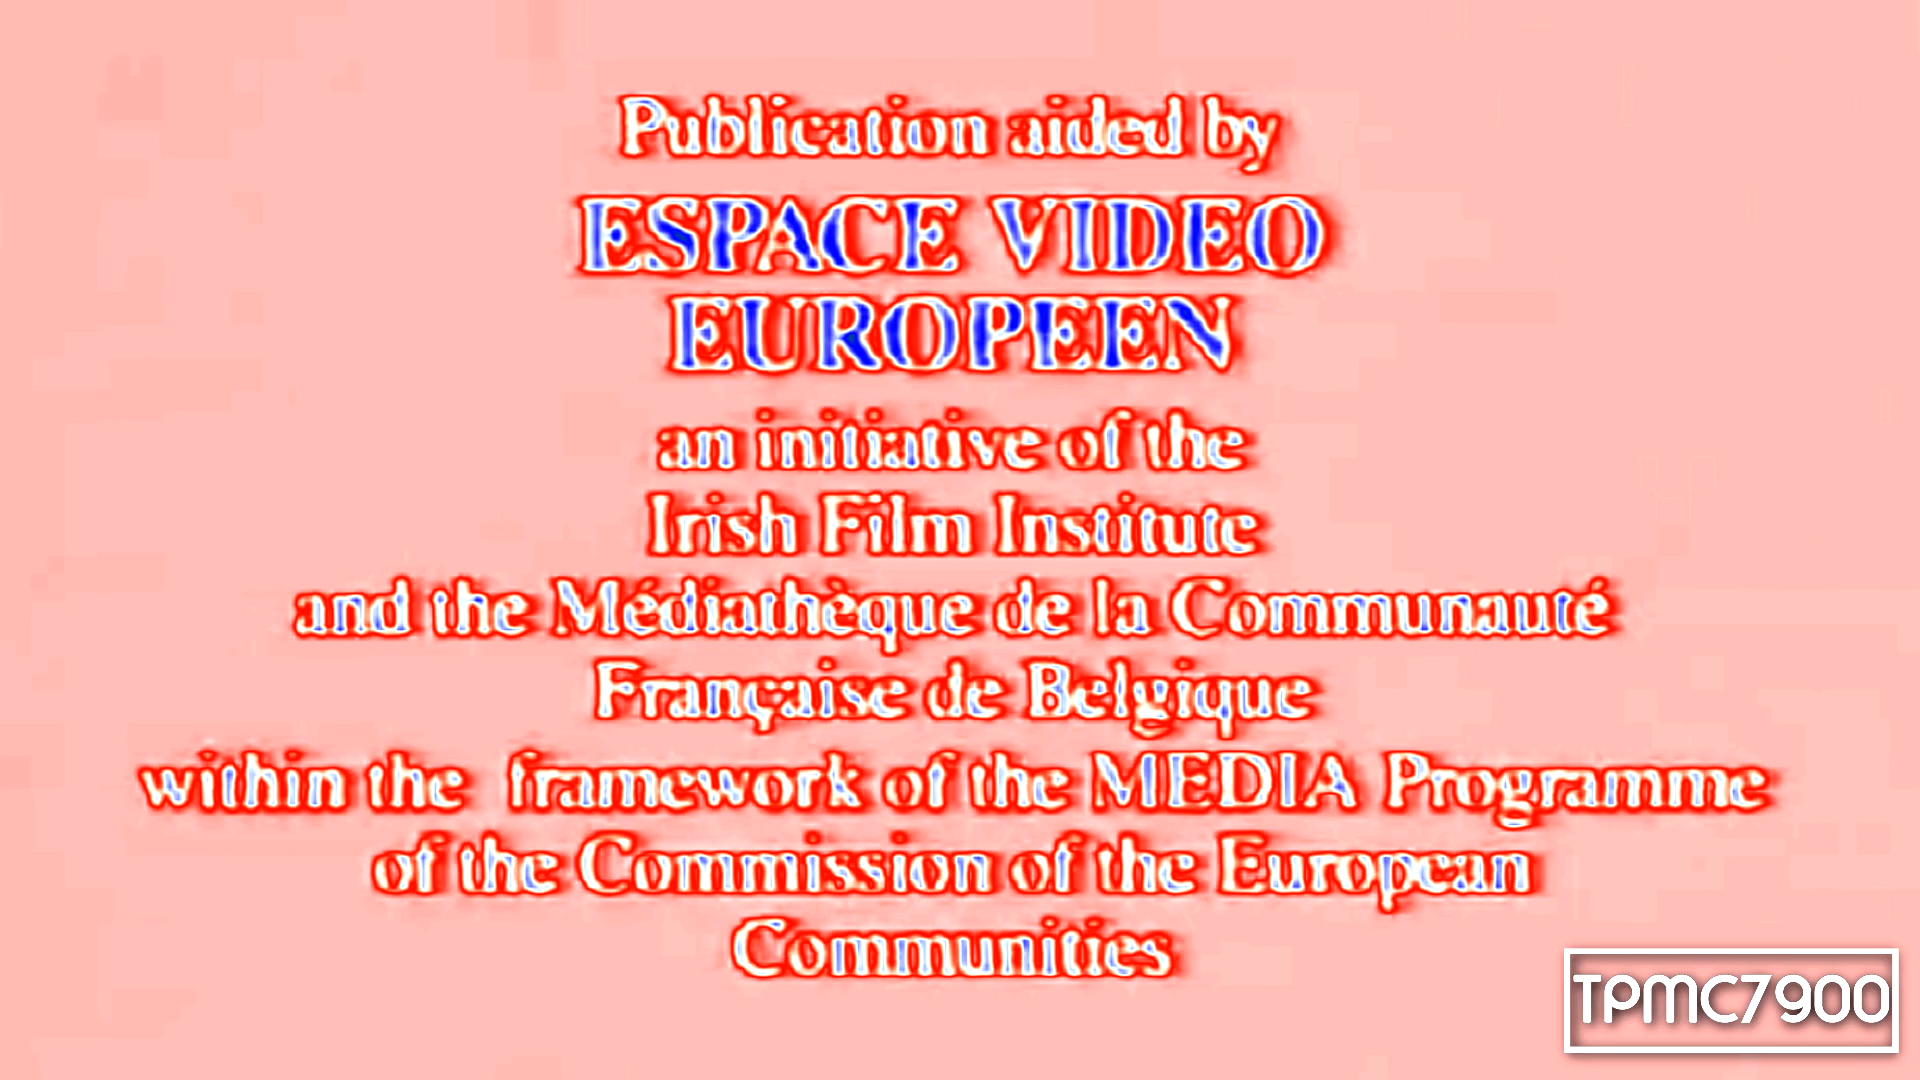 Publication aided by
ESPACE VIDEO
EUROPEEN
an initiative of the
Irish Film Institute
and the Médiathèque de la Communauté
Française de Belgique
within the framework of the MEDIA Programme
of the Commission of the European
Communities
TPMC7900